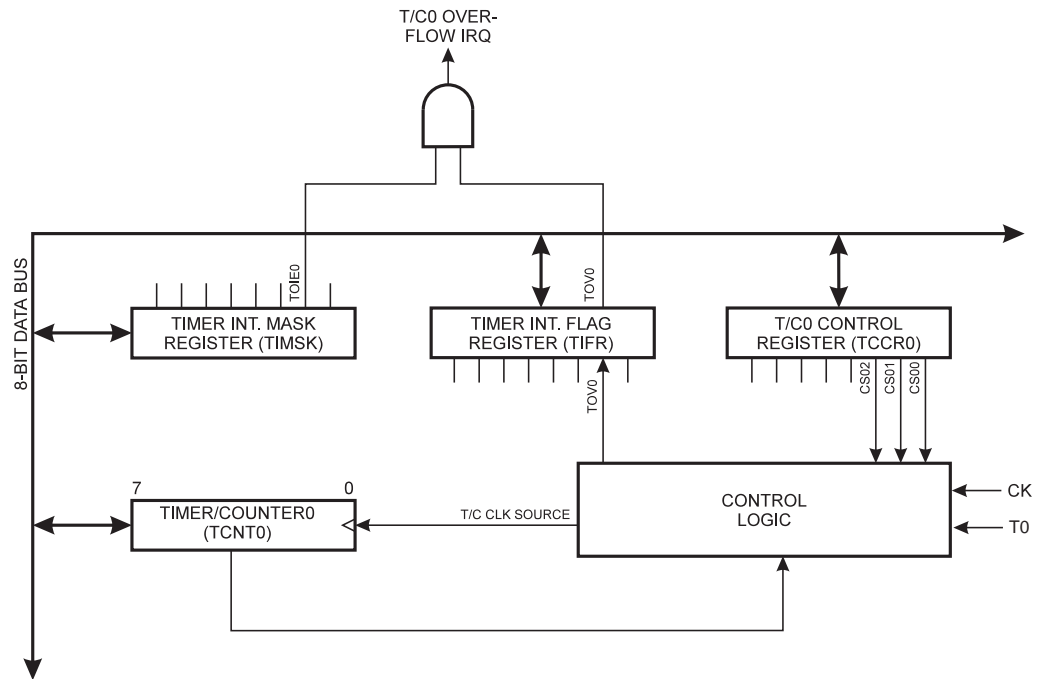 T/C0 OVER-
FLOW IRQ
8-BIT DATA BUS
TOIE0
TOV0
TIMER INT. MASK
REGISTER (TIMSK)
TIMER INT. FLAG
REGISTER (TIFR)
T/C0 CONTROL
REGISTER (TCCR0)
TOV0
CS02
CS01
CS00
7
0
TIMER/COUNTER0
(TCNT0)
T/C CLK SOURCE
CONTROL
LOGIC
CK
T0